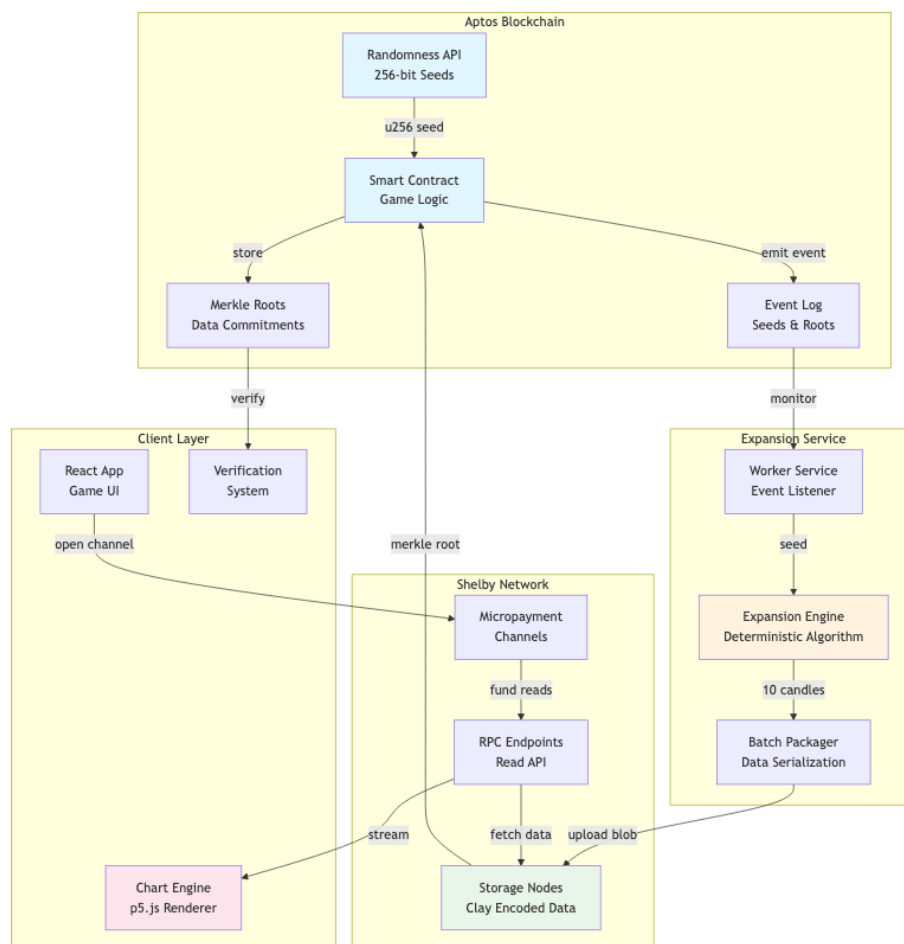 Aptos Blockchain
Randomness API
256-bit Seeds
u256 seed
Smart Contract
Game Logic
store
emit event
Merkle Roots
Data Commitments
Event Log
Seeds & Roots
verify
monitor
Client Layer
Expansion Service
React App
Game UI
Verification
System
Worker Service
Event Listener
open channel
merkle root
seed
Shelby Network
Micropayment
Channels
Expansion Engine
Deterministic Algorithm
fund reads
10 candles
RPC Endpoints
Read API
Batch Packager
Data Serialization
stream
fetch data
upload blob
Chart Engine
p5.js Renderer
Storage Nodes
Clay Encoded Data